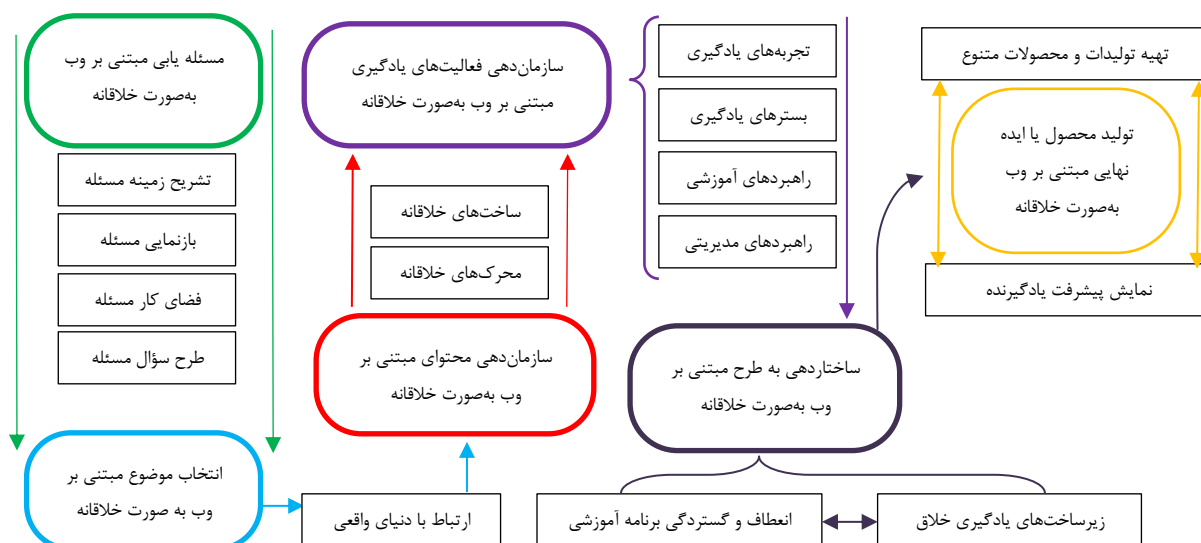 مسئله یابی مبتنی بر وب
به‌صورت خلاقانه
تشریح زمینه مسئله
بازنمایی مسئله
فضای کار مسئله
طرح سؤال مسئله
انتخاب موضوع مبتنی بر
وب به صورت خلاقانه
ارتباط با دنیای واقعی
سازمان‌دهی محتوای مبتنی بر
وب به‌صورت خلاقانه
ساخت‌های خلاقانه
محرک‌های خلاقانه
سازمان‌دهی فعالیت‌های یادگیری
مبتنی بر وب به‌صورت خلاقانه
تجربه‌های یادگیری
بسترهای یادگیری
راهبردهای آموزشی
راهبردهای مدیریتی
ساختاردهی به طرح مبتنی بر
وب به‌صورت خلاقانه
انعطاف و گستردگی برنامه آموزشی
زیرساخت‌های یادگیری خلاق
تهیه تولیدات و محصولات متنوع
تولید محصول یا ایده
نهایی مبتنی بر وب
به‌صورت خلاقانه
نمایش پیشرفت یادگیرنده